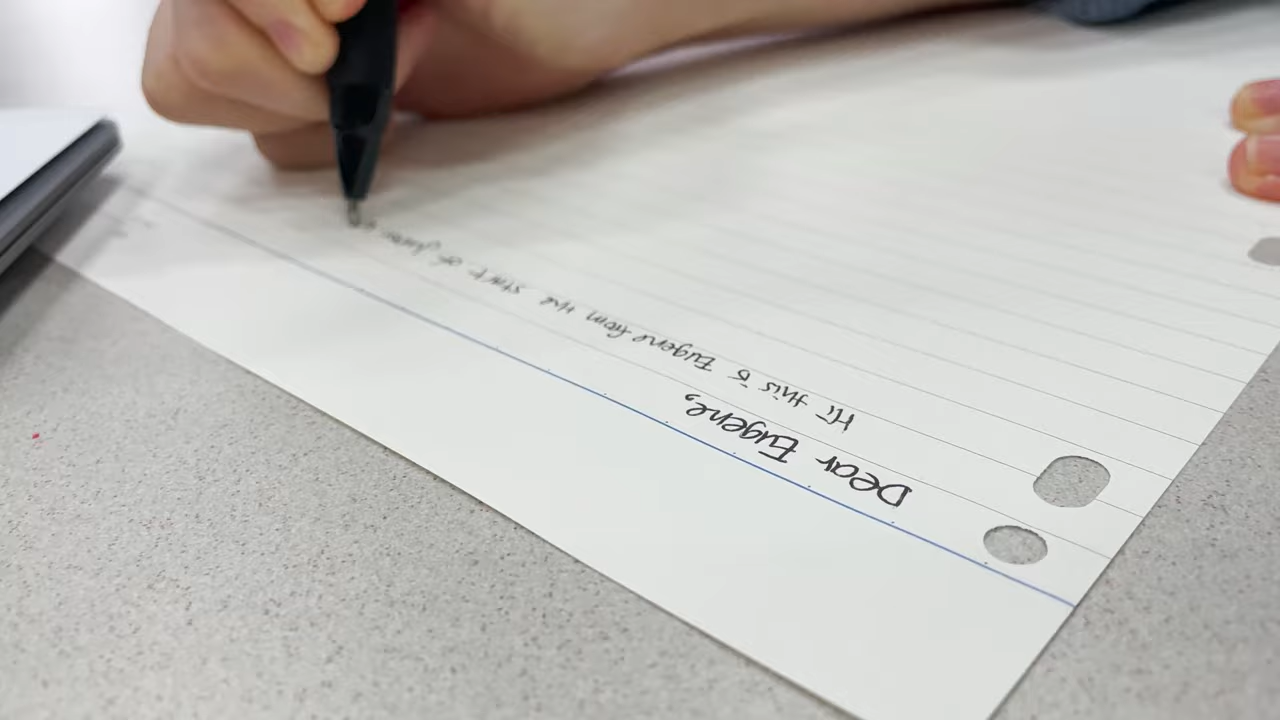 Dear Eugene,
Hi this is Eugene from the start of